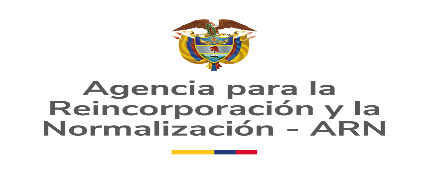 Agencia para la
Reincorporación y la
Normalización - ARN